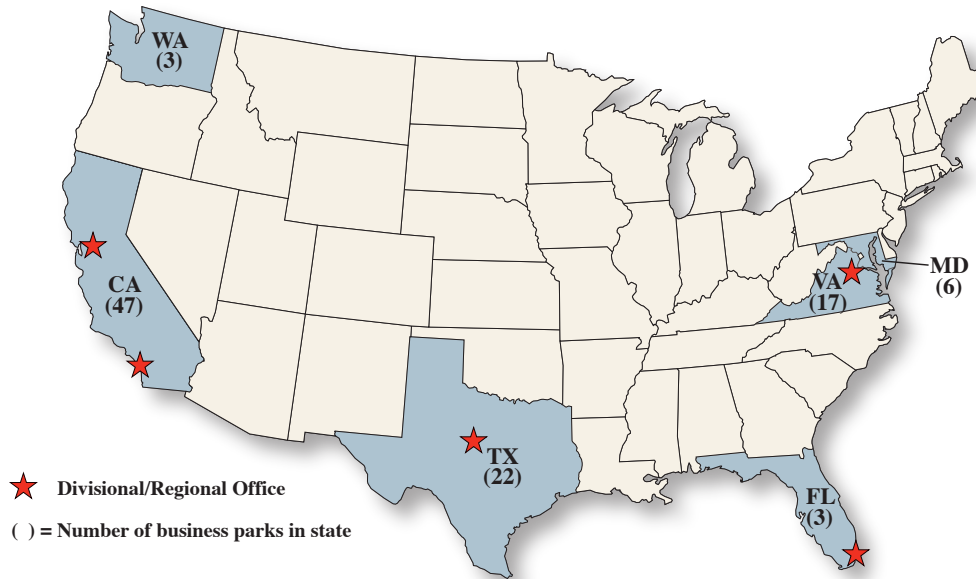 WA
(3)
CA
(47)
MD
(6)
VA
(17)
TX
(22)
FL
(3)
Divisional/Regional Office
( ) = Number of business parks in state